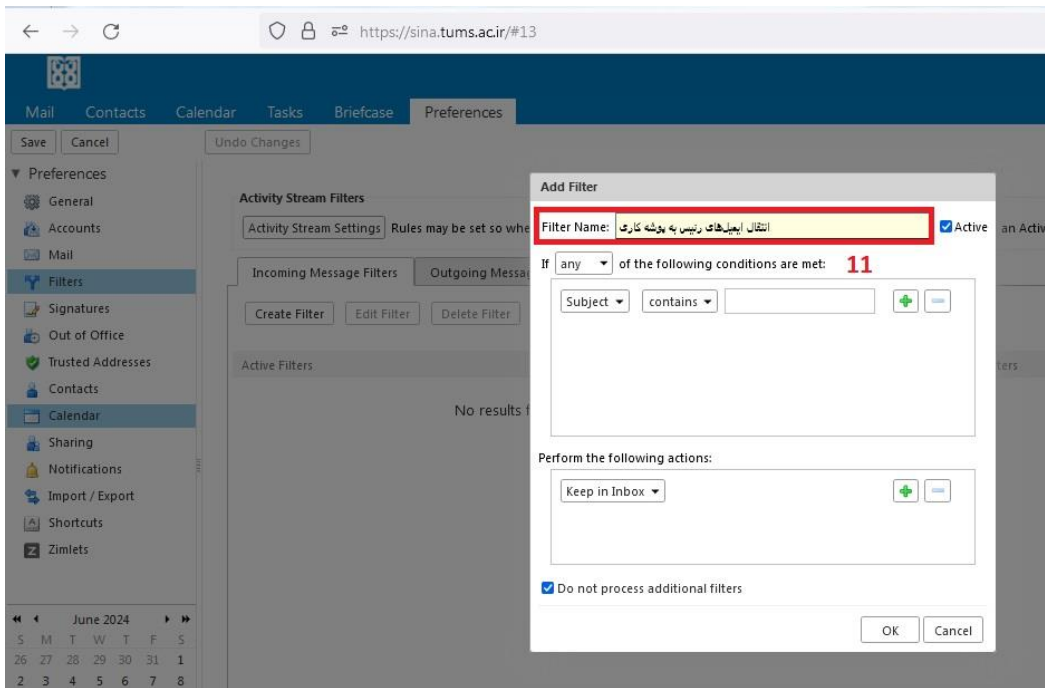 https://sina.tums.ac.ir/#13
Mail Contacts Calendar Tasks Briefcase Preferences
Save Cancel Undo Changes
Preferences
General
Accounts
Mail
Filters
Signatures
Out of Office
Trusted Addresses
Contacts
Calendar
Sharing
Notifications
Import / Export
Shortcuts
Zimlets
June 2024
S M T W T F S
26 27 28 29 30 31 1
2 3 4 5 6 7 8
Activity Stream Filters
Activity Stream Settings Rules may be set so whe
an Activ
Incoming Message Filters Outgoing Messa
Create Filter Edit Filter Delete Filter
Active Filters
ters
No results f
Add Filter
Filter Name: انتقال ایمیل‌های رئیس به پوشه کاری Active
If any of the following conditions are met: 11
Subject contains
Perform the following actions:
Keep in Inbox
Do not process additional filters
OK Cancel